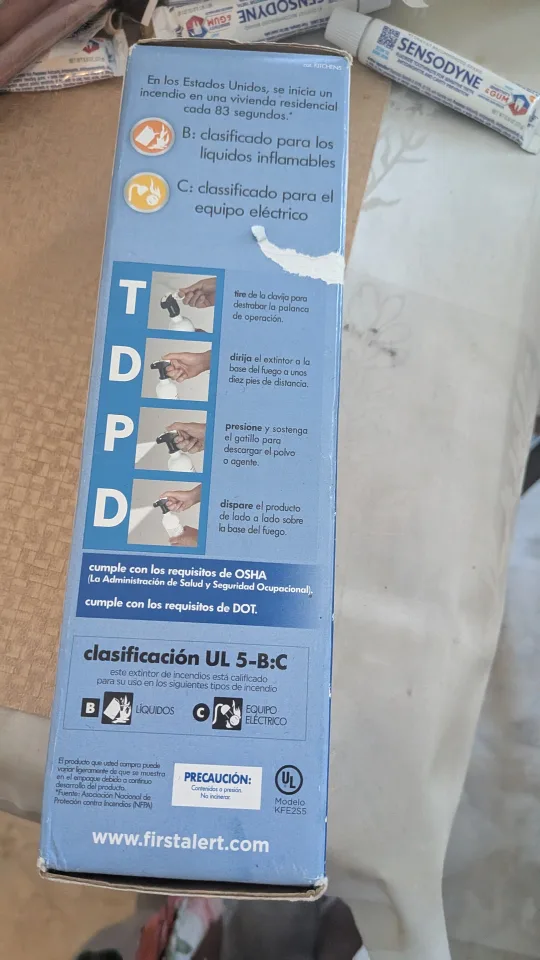 SENSODYNE
& GUM
SENSODYNE
& GUM
En los Estados Unidos, se inicia un
incendio en una vivienda residencial
cada 83 segundos.*
B: clasificado para los
líquidos inflamables
C: classificado para el
equipo eléctrico
T
tire de la clavija para
destrabar la palanca
de operación.
D
dirija el extintor a la
base del fuego a unos
diez pies de distancia.
P
presione y sostenga
el gatillo para
descargar el polvo
o agente.
D
dispare el producto
de lado a lado sobre
la base del fuego.
cumple con los requisitos de OSHA
(La Administración de Salud y Seguridad Ocupacional).
cumple con los requisitos de DOT.
clasificación UL 5-B:C
este extintor de incendios está calificado
para su uso en los siguientes tipos de incendio
B LÍQUIDOS
C EQUIPO
ELÉCTRICO
El producto que usted compra puede
variar ligeramente de que se muestra
en el empaque debido a continuo
desarrollo del producto.
*Fuente: Asociación Nacional de
Protección contra Incendios (NFPA)
PRECAUCIÓN:
Contenidos a presión.
No incinerar.
UL
Modelo
KFE2S5
www.firstalert.com